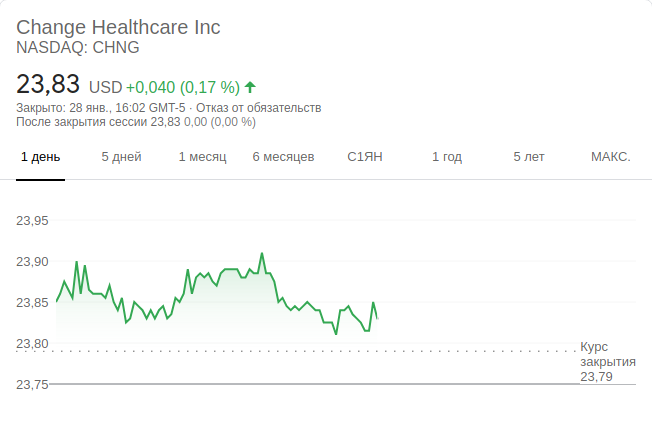 Change Healthcare Inc
NASDAQ: CHNG
23,83 USD +0,040 (0,17 %)
Закрыто: 28 янв., 16:02 GMT-5 · Отказ от обязательств
После закрытия сессии 23,83 0,00 (0,00 %)
1 день 5 дней 1 месяц 6 месяцев С1ЯН 1 год 5 лет МАКС.
23,95
23,90
23,85
23,80
Курс
закрытия
23,79
23,75